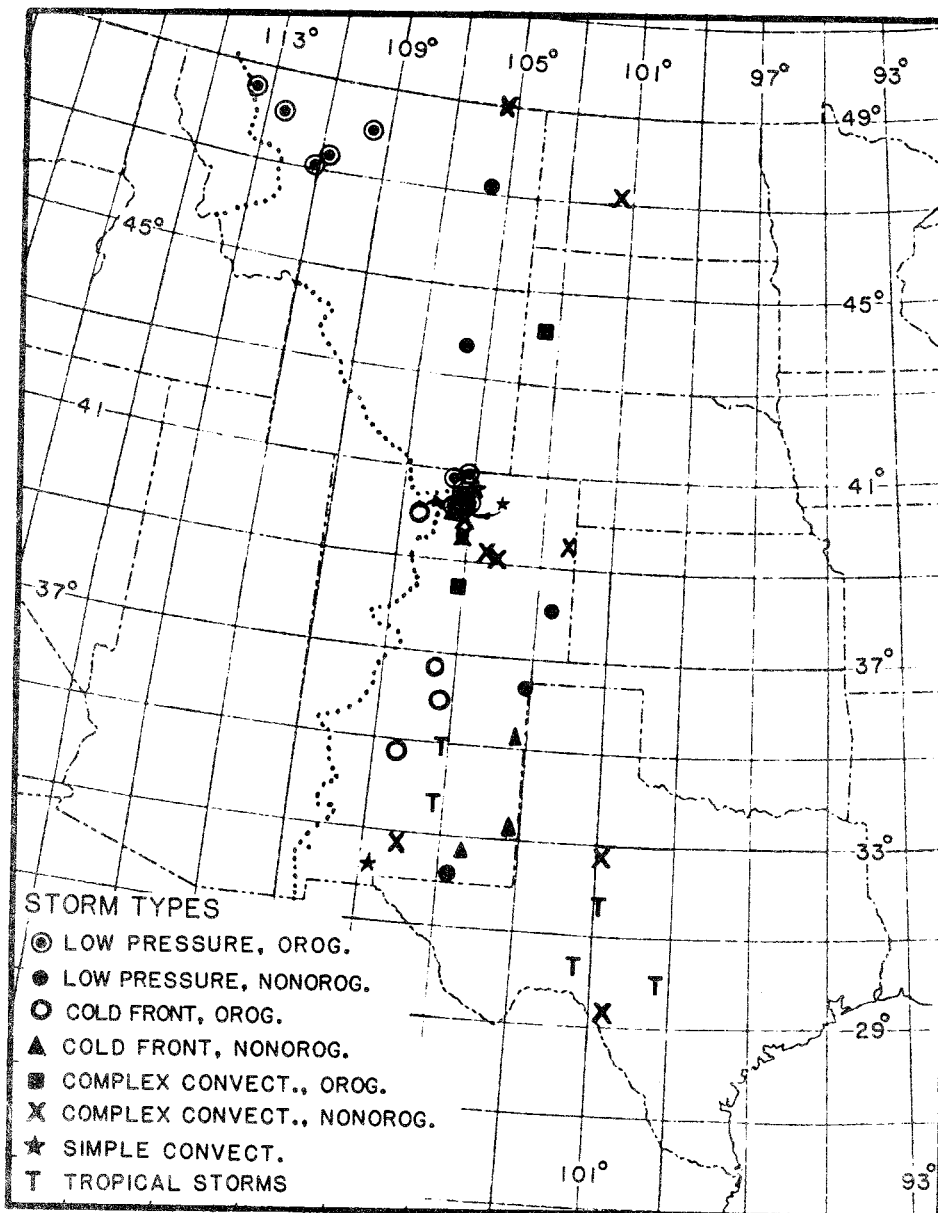 113°
109°
105°
101°
97°
93°
49°
45°
45°
41
41°
37°
37°
33°
29°
STORM TYPES
LOW PRESSURE, OROG.
LOW PRESSURE, NONOROG.
COLD FRONT, OROG.
COLD FRONT, NONOROG.
COMPLEX CONVECT., OROG.
COMPLEX CONVECT., NONOROG.
SIMPLE CONVECT.
T TROPICAL STORMS
T
T
T
T
T
101°
93°